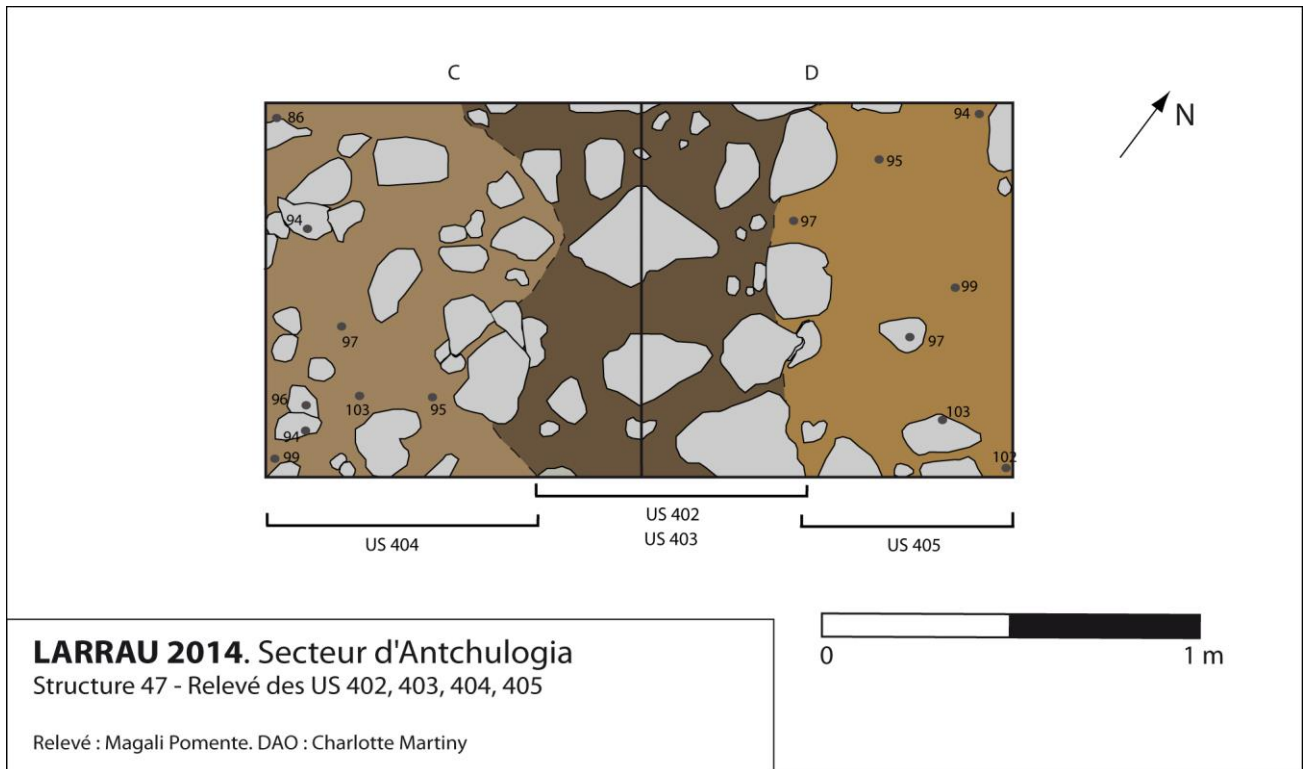 C D
N
86
94
95
94
97
99
97
97
96
103
95
103
94
99
102
US 402
US 403
US 404
US 405
LARRAU 2014. Secteur d'Antchulogia
Structure 47 - Relevé des US 402, 403, 404, 405
Relevé : Magali Pomente. DAO : Charlotte Martiny
0 1 m